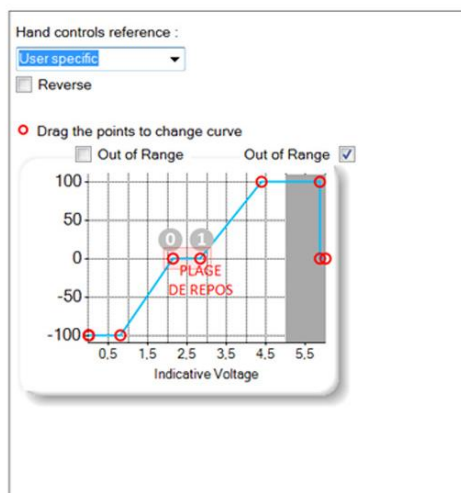 Hand controls reference :
User specific
Reverse
Drag the points to change curve
Out of Range Out of Range
100
50
0 1
0
PLAGE
DE REPOS
-50
-100
0,5 1,5 2,5 3,5 4,5 5,5
Indicative Voltage